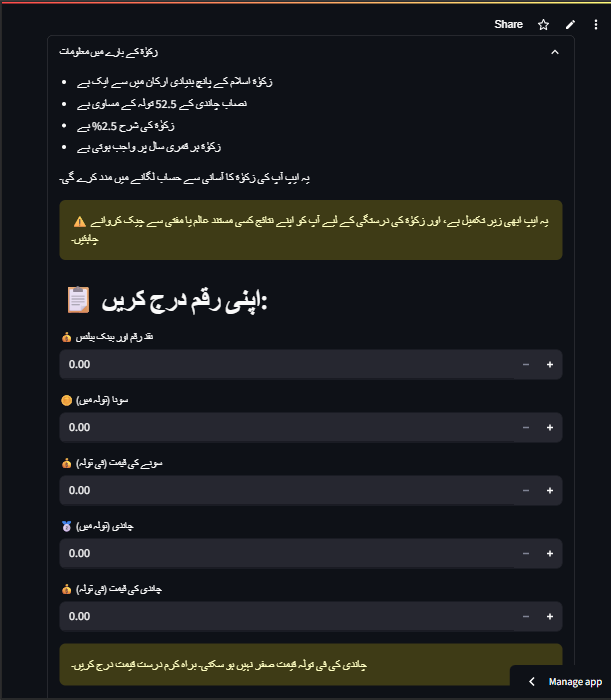 Share
زکوٰۃ کے بارے میں معلومات
زکوٰۃ اسلام کے پانچ بنیادی ارکان میں سے ایک ہے
نصاب چاندی کے 52.5 تولہ کے مساوی ہے
زکوٰۃ کی شرح 2.5% ہے
زکوٰۃ ہر قمری سال پر واجب ہوتی ہے
یہ ایپ آپ کی زکوٰۃ کا آسانی سے حساب لگانے میں مدد کرے گی۔
⚠️ یہ ایپ ابھی زیر تکمیل ہے، اور زکوٰۃ کی درستگی کے لیے آپ کو اپنے نتائج کسی مستند عالم یا مفتی سے چیک کروانے
چاہئیں۔
📋 اپنی رقم درج کریں:
💰 نقد رقم اور بینک بیلنس
0.00
🪙 سونا (تولہ میں)
0.00
💰 سونے کی قیمت (فی تولہ)
0.00
🥈 چاندی (تولہ میں)
0.00
💰 چاندی کی قیمت (فی تولہ)
0.00
چاندی کی فی تولہ قیمت صفر نہیں ہو سکتی۔ براہ کرم درست قیمت درج کریں۔
Manage app